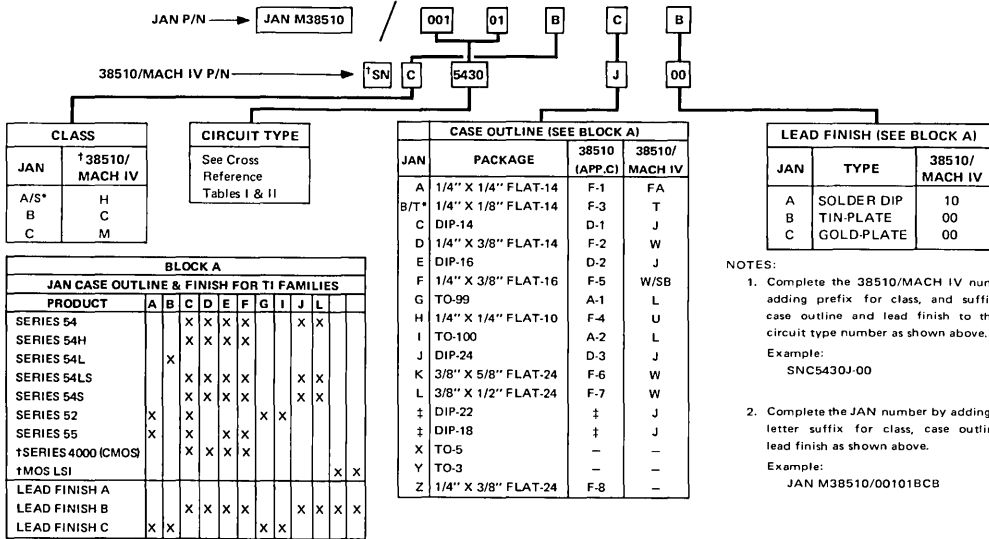 JAN P/N JAN M38510 / 001 01 B C B
38510/MACH IV P/N †SN C 5430 J 00
CLASS
JAN †38510/ MACH IV
A/S* H
B C
C M
CIRCUIT TYPE
See Cross
Reference
Tables I & II
CASE OUTLINE (SEE BLOCK A)
JAN PACKAGE 38510 (APP.C) 38510/ MACH IV
A 1/4" X 1/4" FLAT-14 F-1 FA
B/T* 1/4" X 1/8" FLAT-14 F-3 T
C DIP-14 D-1 J
D 1/4" X 3/8" FLAT-14 F-2 W
E DIP-16 D-2 J
F 1/4" X 3/8" FLAT-16 F-5 W/SB
G TO-99 A-1 L
H 1/4" X 1/4" FLAT-10 F-4 U
I TO-100 A-2 L
J DIP-24 D-3 J
K 3/8" X 5/8" FLAT-24 F-6 W
L 3/8" X 1/2" FLAT-24 F-7 W
‡ DIP-22 ‡ J
‡ DIP-18 ‡ J
X TO-5 – –
Y TO-3 – –
Z 1/4" X 3/8" FLAT-24 F-8 –
LEAD FINISH (SEE BLOCK A)
JAN TYPE 38510/ MACH IV
A SOLDER DIP 10
B TIN-PLATE 00
C GOLD-PLATE 00
BLOCK A
JAN CASE OUTLINE & FINISH FOR TI FAMILIES
PRODUCT A B C D E F G I J L
SERIES 54 X X X X X X
SERIES 54H X X X X
SERIES 54L X
SERIES 54LS X X X X X X
SERIES 54S X X X X X X
SERIES 52 X X X X
SERIES 55 X X X X
†SERIES 4000 (CMOS) X X X X
†MOS LSI X X
LEAD FINISH A
LEAD FINISH B X X X X X X X X
LEAD FINISH C X X X X
NOTES:
1. Complete the 38510/MACH IV num
adding prefix for class, and suffi
case outline and lead finish to th
circuit type number as shown above.
Example:
SNC5430J-00
2. Complete the JAN number by adding
letter suffix for class, case outlin
lead finish as shown above.
Example:
JAN M38510/00101BCB